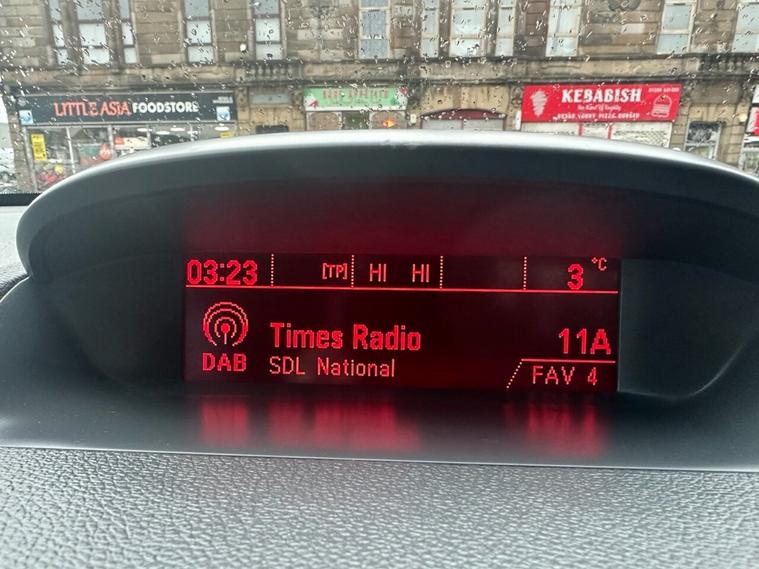 LITTLE ASIA FOODSTORE
KEBABISH
03:23 [TP] HI HI 3 °C
Times Radio 11A
DAB SDL National FAV 4